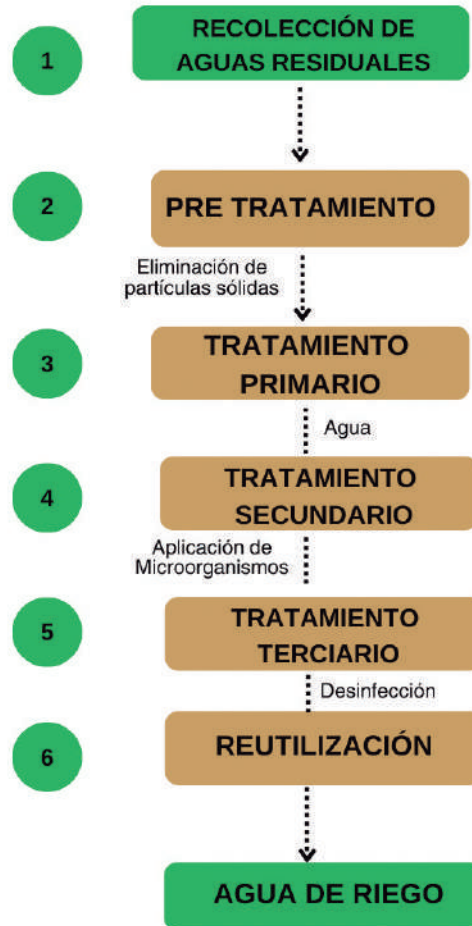 1
RECOLECCIÓN DE
AGUAS RESIDUALES
2
PRE TRATAMIENTO
Eliminación de
partículas sólidas
3
TRATAMIENTO
PRIMARIO
Agua
4
TRATAMIENTO
SECUNDARIO
Aplicación de
Microorganismos
5
TRATAMIENTO
TERCIARIO
Desinfección
6
REUTILIZACIÓN
AGUA DE RIEGO